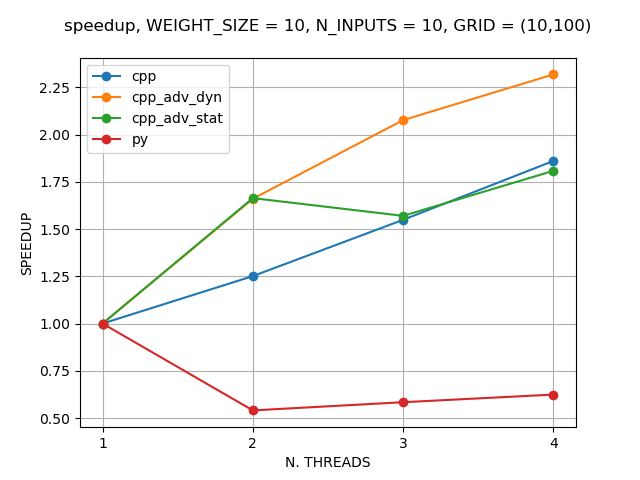 speedup, WEIGHT_SIZE = 10, N_INPUTS = 10, GRID = (10,100)
cpp
cpp_adv_dyn
cpp_adv_stat
py
2.25
2.00
1.75
1.50
1.25
1.00
0.75
0.50
SPEEDUP
1 2 3 4
N. THREADS